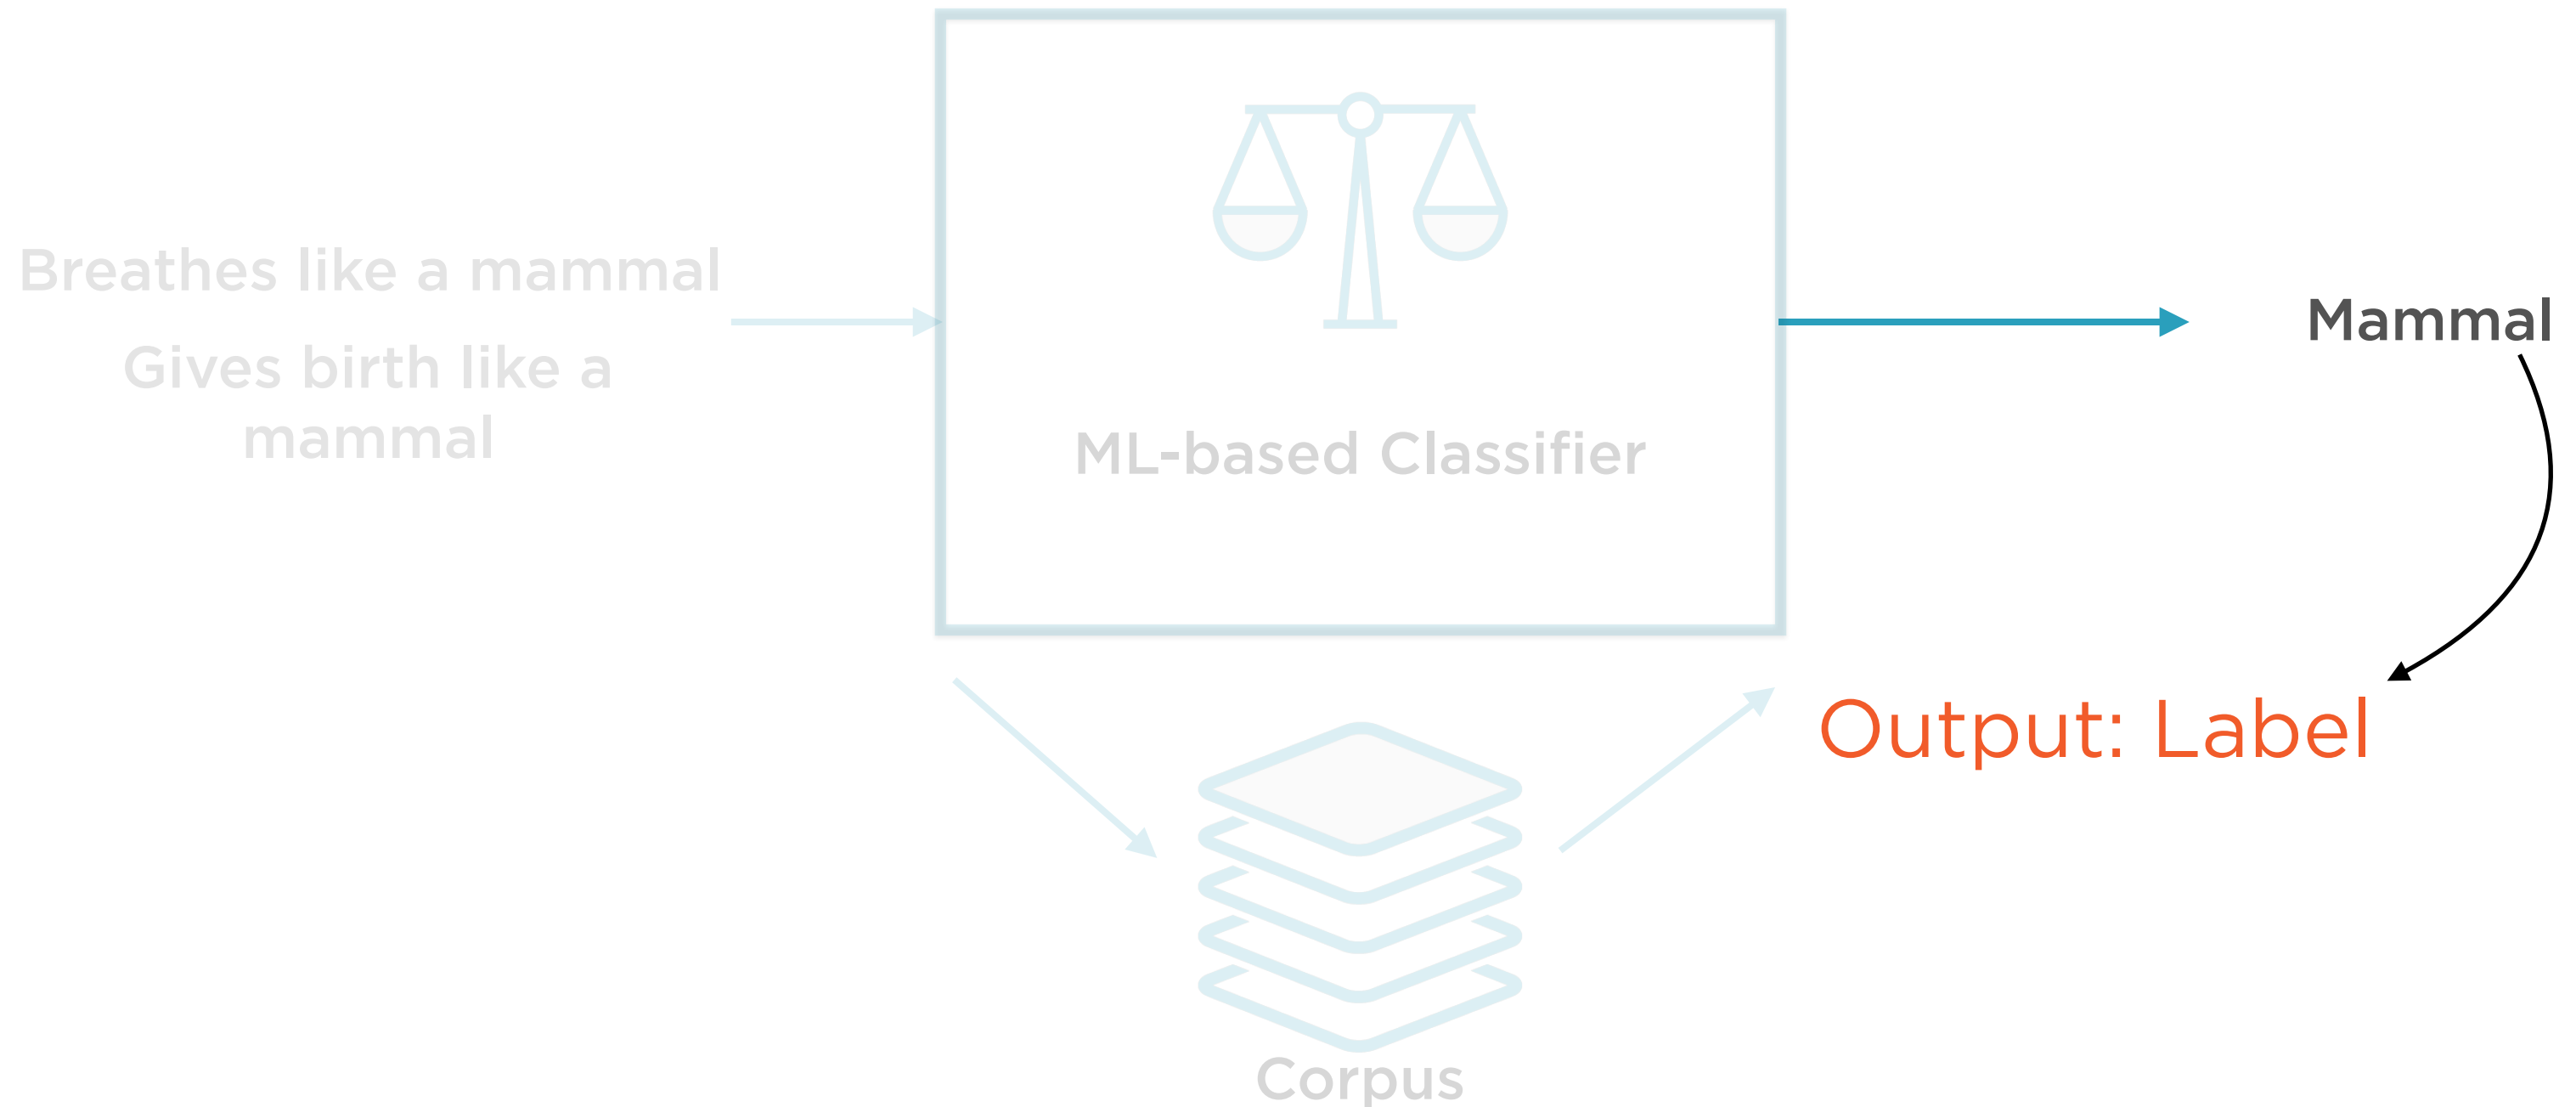 Breathes like a mammal
Gives birth like a
mammal
ML-based Classifier
Mammal
Output: Label
Corpus